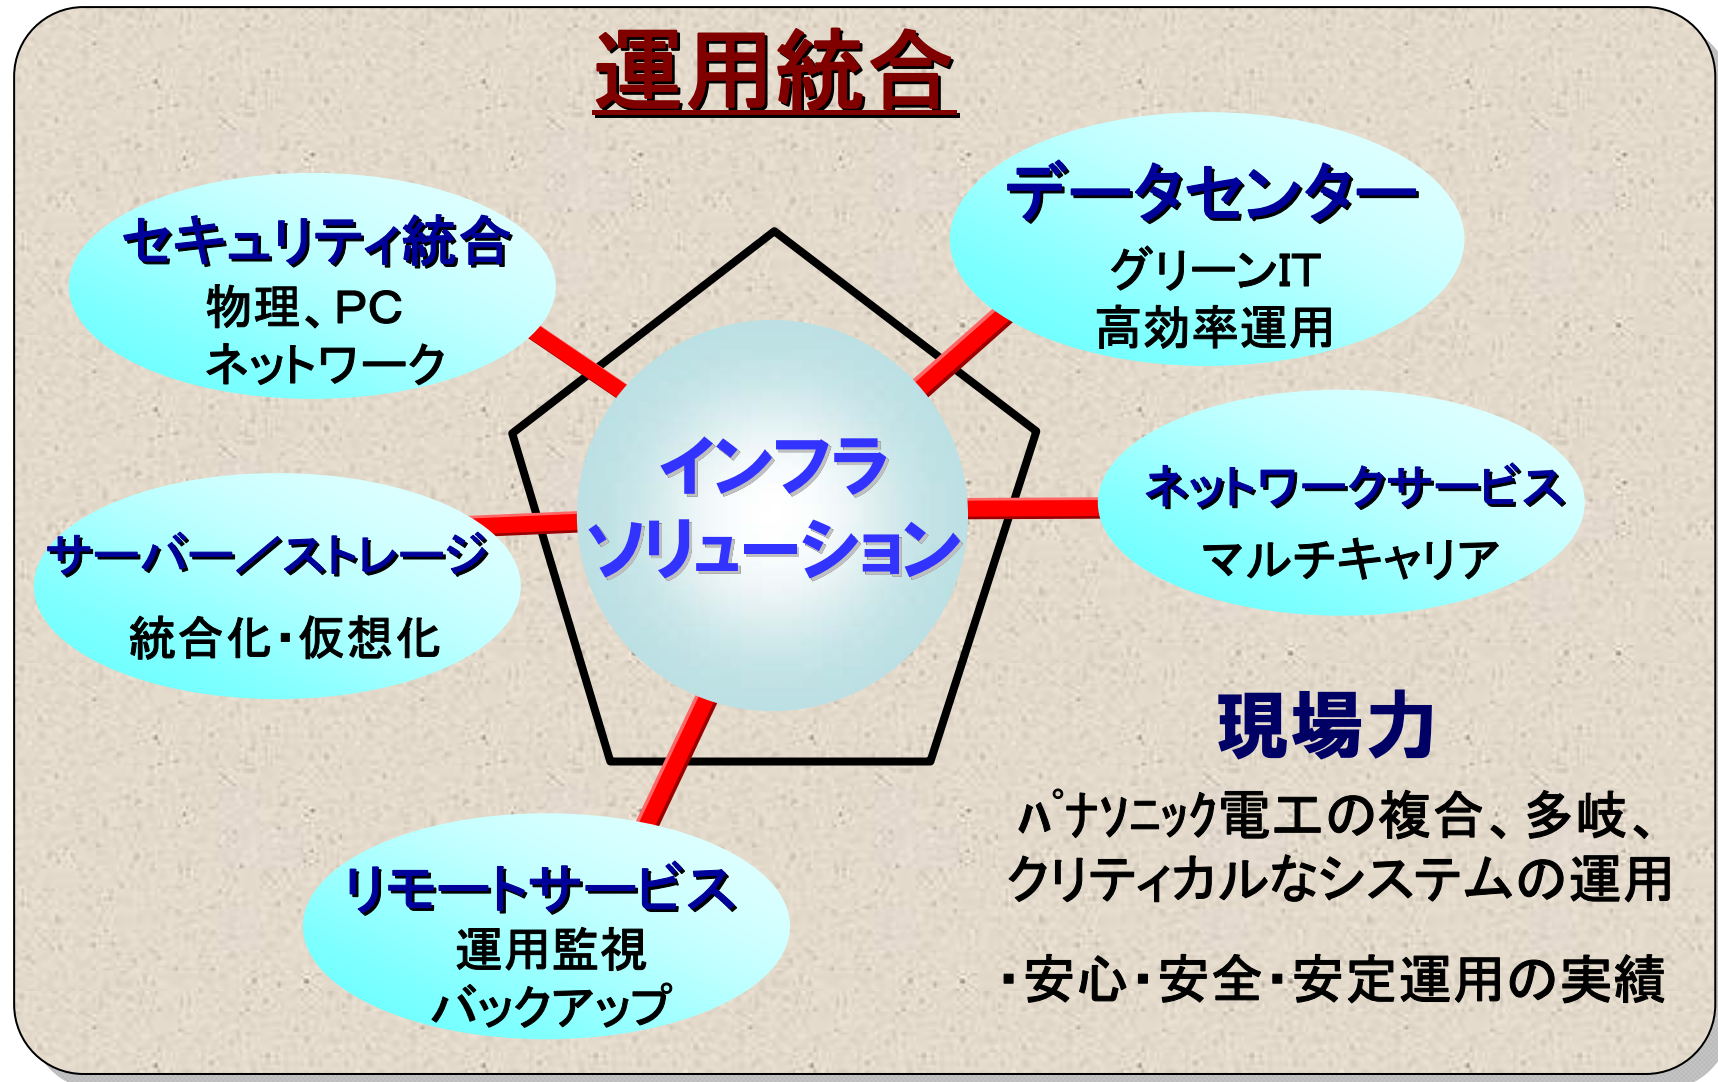 運用統合
セキュリティ統合
物理、PC
ネットワーク
データセンター
グリーンIT
高効率運用
インフラ
ソリューション
ネットワークサービス
マルチキャリア
サーバー／ストレージ
統合化・仮想化
リモートサービス
運用監視
バックアップ
現場力
ﾊﾟﾅソニック電工の複合、多岐、
クリティカルなシステムの運用
・安心・安全・安定運用の実績